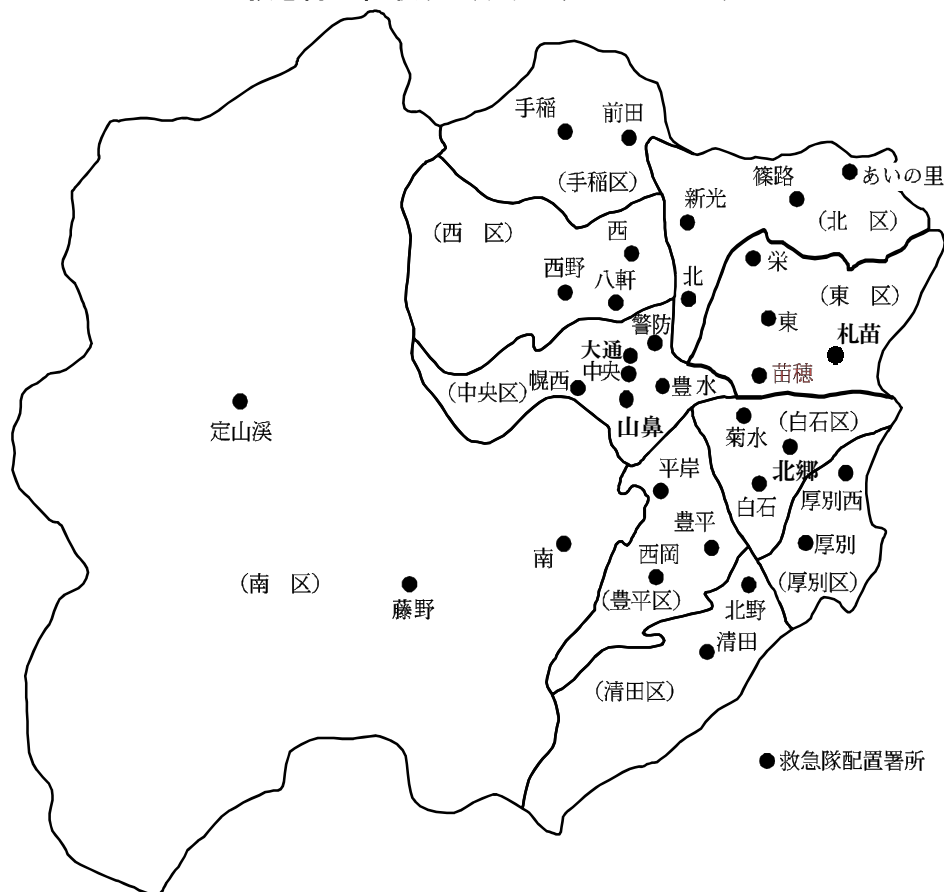 手稲
前田
（手稲区）
篠路
あいの里
新光
（北　区）
（西　区）
西
栄
西野
八軒
北
（東　区）
警防
東
札苗
大通
中央
苗穂
（中央区）
幌西
豊水
定山渓
山鼻
菊水
（白石区）
平岸
北郷
厚別西
白石
豊平
南
西岡
厚別
（南　区）
（厚別区）
藤野
（豊平区）
北野
清田
（清田区）
●救急隊配置署所